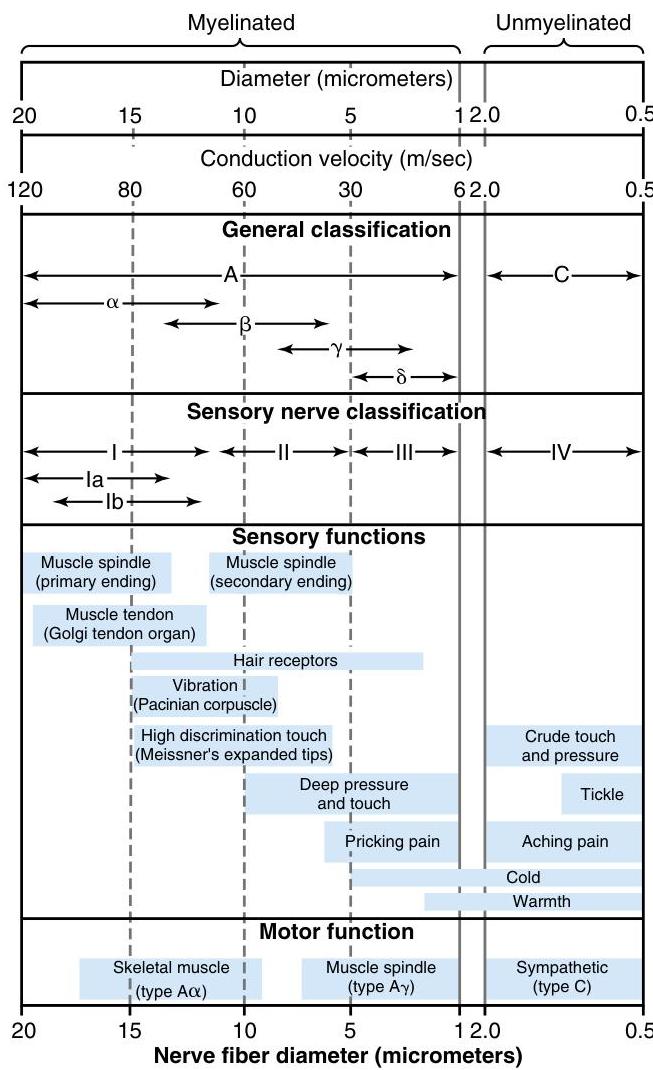 Myelinated Unmyelinated
Diameter (micrometers)
20 15 10 5 1 2.0 0.5
Conduction velocity (m/sec)
120 80 60 30 6 2.0 0.5
General classification
A C
α
β
γ
δ
Sensory nerve classification
I II III IV
Ia
Ib
Sensory functions
Muscle spindle
(primary ending)
Muscle spindle
(secondary ending)
Muscle tendon
(Golgi tendon organ)
Hair receptors
Vibration
(Pacinian corpuscle)
High discrimination touch
(Meissner's expanded tips)
Crude touch
and pressure
Deep pressure
and touch
Tickle
Pricking pain
Aching pain
Cold
Warmth
Motor function
Skeletal muscle
(type Aα)
Muscle spindle
(type Aγ)
Sympathetic
(type C)
20 15 10 5 1 2.0 0.5
Nerve fiber diameter (micrometers)